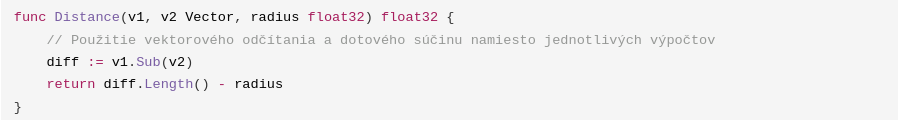 func Distance(v1, v2 Vector, radius float32) float32 {
    // Použitie vektorového odčítania a dotového súčinu namiesto jednotlivých výpočtov
    diff := v1.Sub(v2)
    return diff.Length() - radius
}